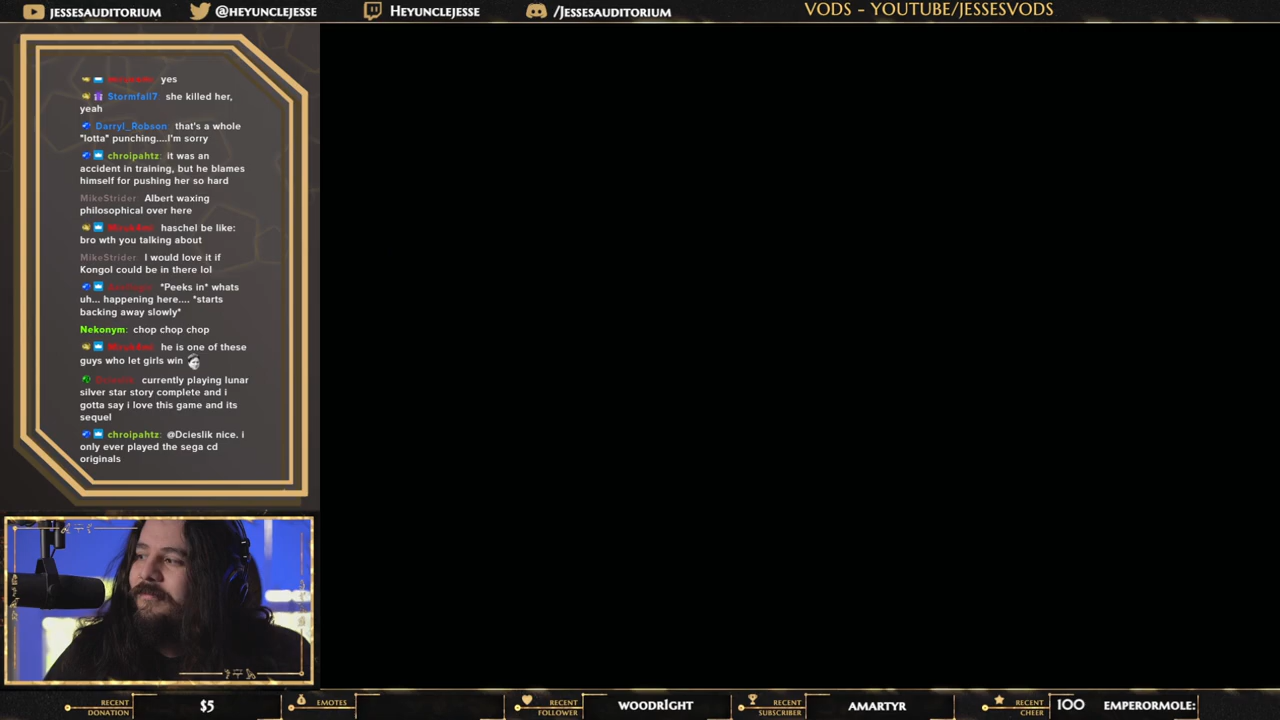 JESSESAUDITORIUM
@HEYUNCLEJESSE
HEYUNCLEJESSE
/JESSESAUDITORIUM
VODS - YOUTUBE/JESSESVODS
yes
Stormfall7: she killed her,
yeah
Darryl_Robson: that's a whole
"lotta" punching....I'm sorry
chroipahtz: it was an
accident in training, but he blames
himself for pushing her so hard
MikeStrider: Albert waxing
philosophical over here
haschel be like:
bro wth you talking about
MikeStrider: I would love it if
Kongol could be in there lol
*Peeks in* whats
uh... happening here.... *starts
backing away slowly*
Nekonym: chop chop chop
he is one of these
guys who let girls win
Dcieslik: currently playing lunar
silver star story complete and i
gotta say i love this game and its
sequel
chroipahtz: @Dcieslik nice. i
only ever played the sega cd
originals
RECENT
DONATION
$5
EMOTES
RECENT
FOLLOWER
WOODR1GHT
RECENT
SUBSCRIBER
AMARTYR
RECENT
CHEER
100
EMPERORMOLE: